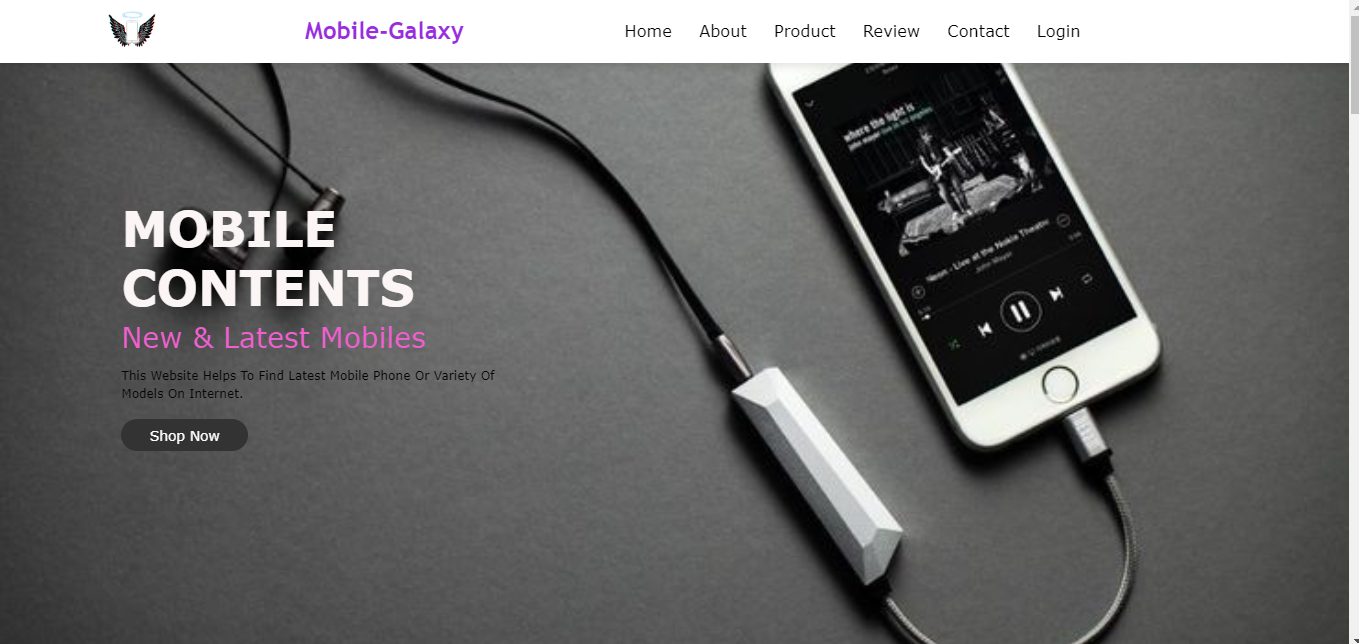 Mobile-Galaxy
Home About Product Review Contact Login
MOBILE
CONTENTS
New & Latest Mobiles
This Website Helps To Find Latest Mobile Phone Or Variety Of
Models On Internet.
Shop Now
where the light is
john mayer live in los angeles
Neon - Live at the Nokia Theatre
John Mayer